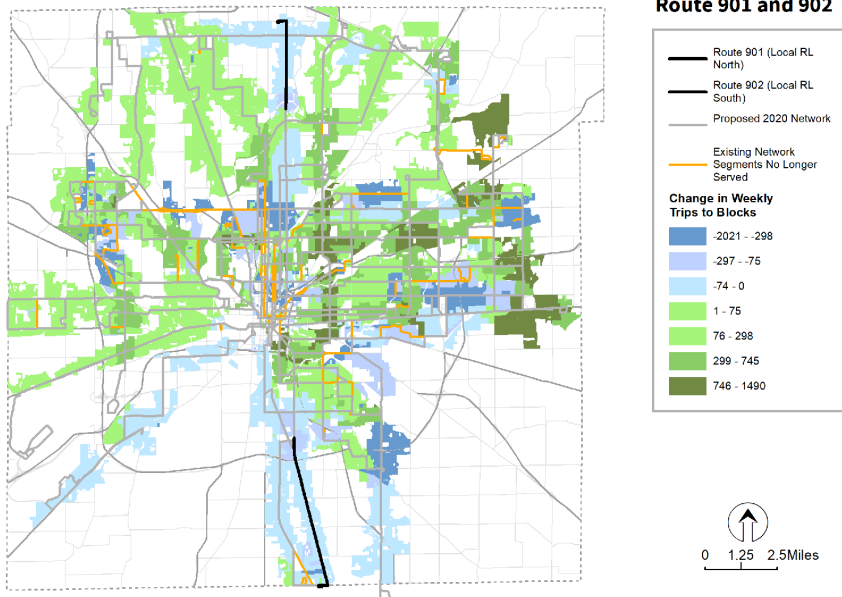 Route 901 and 902
Route 901 (Local RL
North)
Route 902 (Local RL
South)
Proposed 2020 Network
Existing Network
Segments No Longer
Served
Change in Weekly
Trips to Blocks
-2021 - -298
-297 - -75
-74 - 0
1 - 75
76 - 298
299 - 745
746 - 1490
0 1.25 2.5Miles